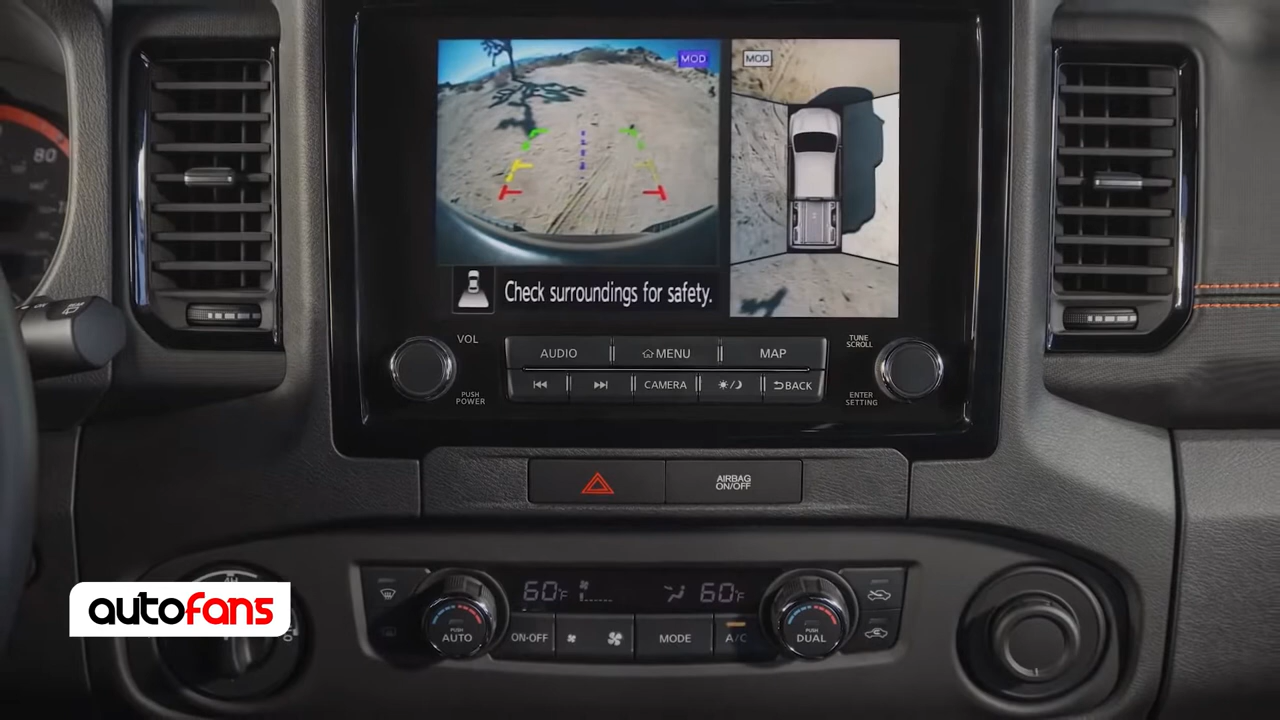 MOD
MOD
80
Check surroundings for safety.
VOL
PUSH
POWER
AUDIO
MENU
MAP
CAMERA
BACK
TUNE
SCROLL
ENTER
SETTING
AIRBAG
ON/OFF
4H
60°F
60°F
PUSH
AUTO
ON·OFF
MODE
A/C
PUSH
DUAL
autofans